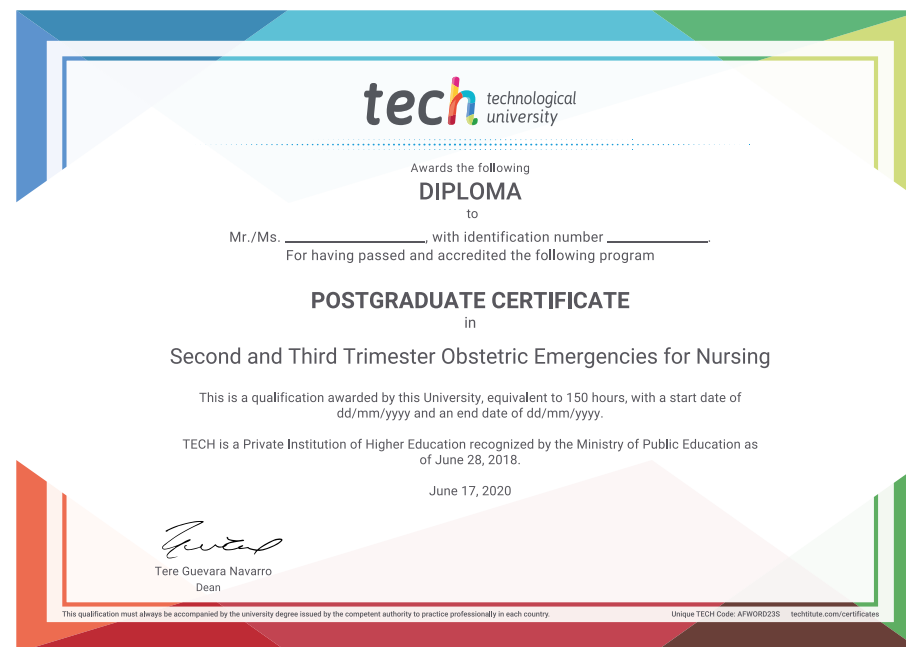 tech technological
university
Awards the following
DIPLOMA
to
Mr./Ms. ____________________, with identification number ______________.
For having passed and accredited the following program
POSTGRADUATE CERTIFICATE
in
Second and Third Trimester Obstetric Emergencies for Nursing
This is a qualification awarded by this University, equivalent to 150 hours, with a start date of
dd/mm/yyyy and an end date of dd/mm/yyyy.
TECH is a Private Institution of Higher Education recognized by the Ministry of Public Education as
of June 28, 2018.
June 17, 2020
Tere Guevara Navarro
Dean
This qualification must always be accompanied by the university degree issued by the competent authority to practice professionally in each country. Unique TECH Code: AFWORD23S techtitute.com/certificates